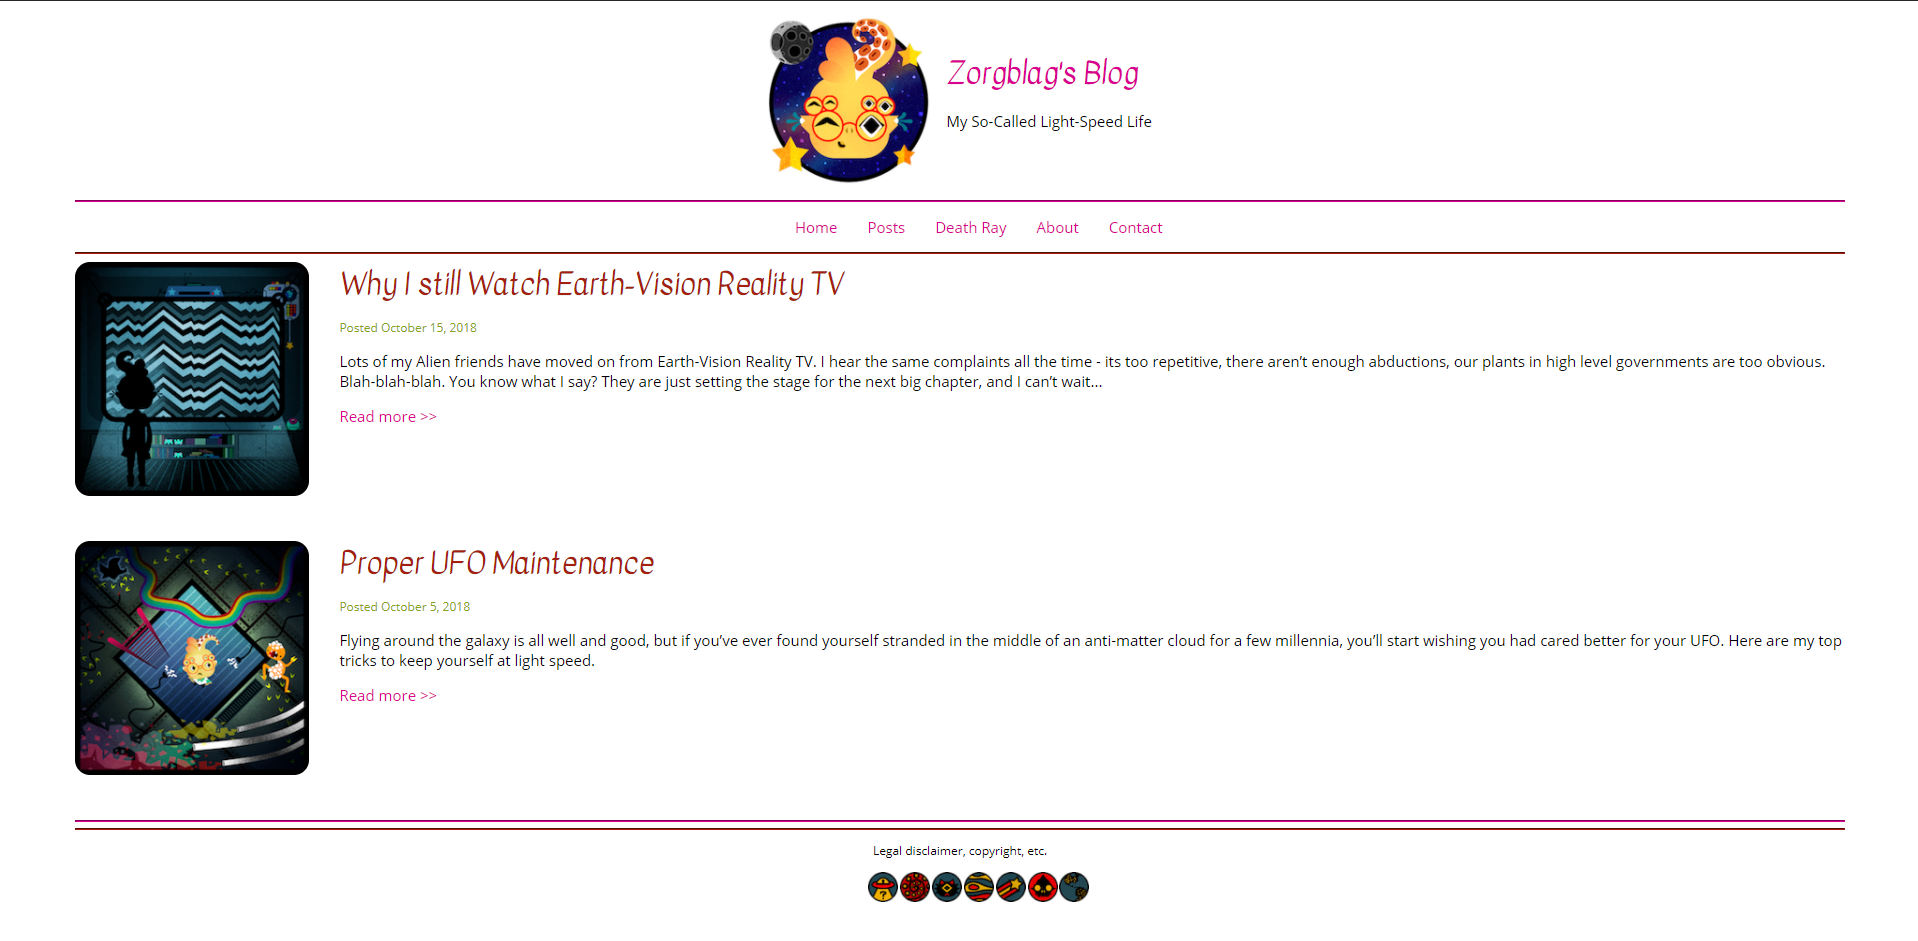 Zorgblag's Blog
My So-Called Light-Speed Life
Home Posts Death Ray About Contact
Why I still Watch Earth-Vision Reality TV
Posted October 15, 2018
Lots of my Alien friends have moved on from Earth-Vision Reality TV. I hear the same complaints all the time - its too repetitive, there aren’t enough abductions, our plants in high level governments are too obvious.
Blah-blah-blah. You know what I say? They are just setting the stage for the next big chapter, and I can’t wait...
Read more >>
Proper UFO Maintenance
Posted October 5, 2018
Flying around the galaxy is all well and good, but if you’ve ever found yourself stranded in the middle of an anti-matter cloud for a few millennia, you’ll start wishing you had cared better for your UFO. Here are my top
tricks to keep yourself at light speed.
Read more >>
Legal disclaimer, copyright, etc.
?